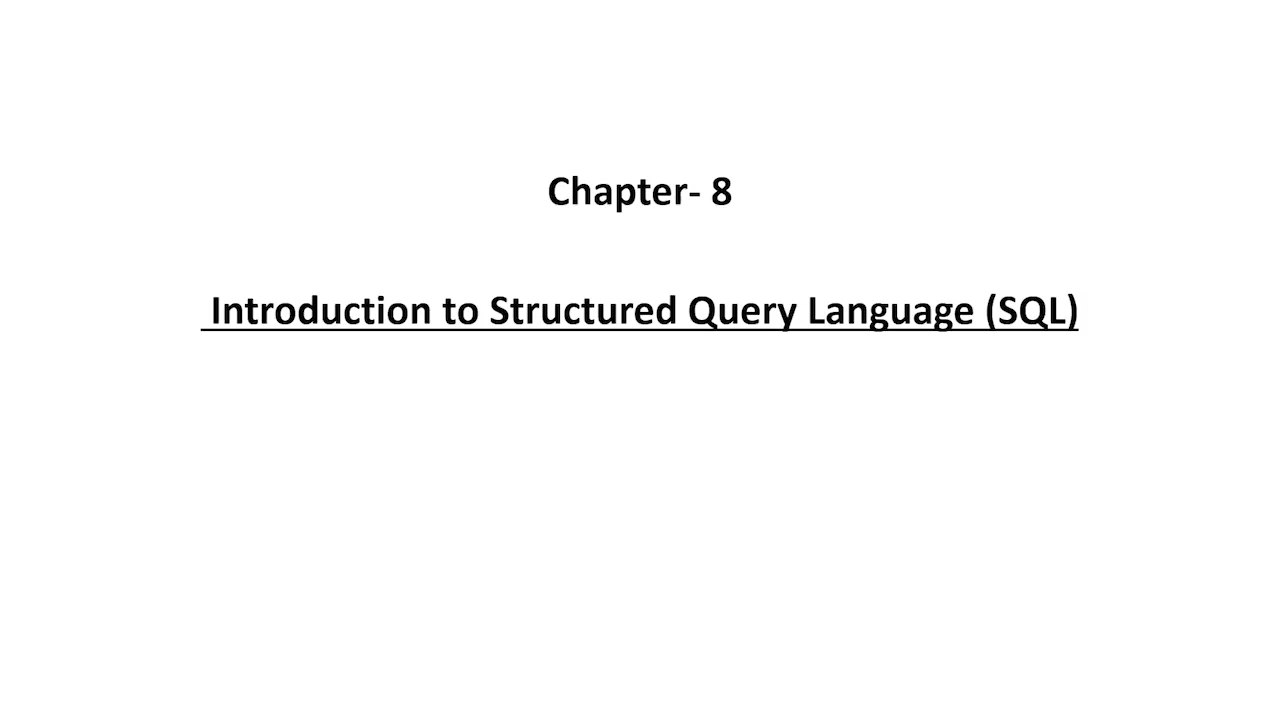 Chapter- 8
Introduction to Structured Query Language (SQL)